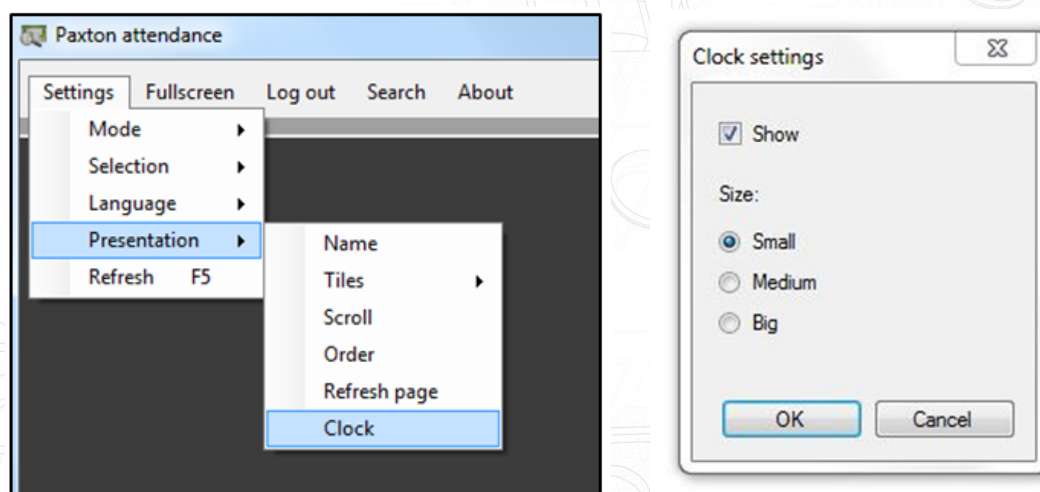 Paxton attendance
Settings Fullscreen Log out Search About
Mode
Selection
Language
Presentation
Refresh F5
Name
Tiles
Scroll
Order
Refresh page
Clock
Clock settings
Show
Size:
Small
Medium
Big
OK Cancel